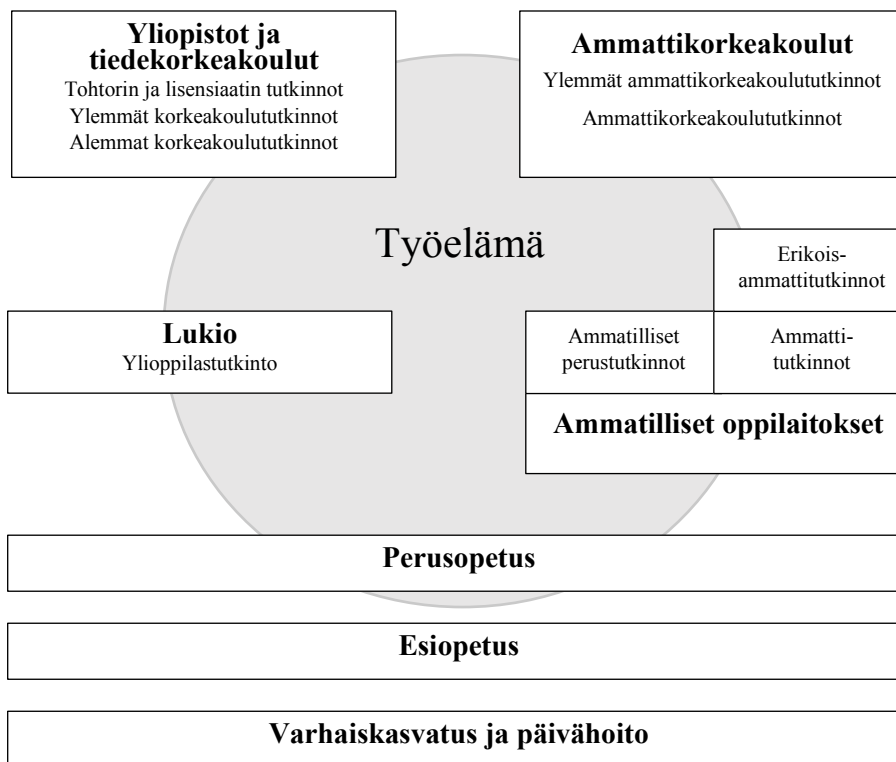 Yliopistot ja
tiedekorkeakoulut
Tohtorin ja lisensiaatin tutkinnot
Ylemmät korkeakoulututkinnot
Alemmat korkeakoulututkinnot
Ammattikorkeakoulut
Ylemmät ammattikorkeakoulututkinnot
Ammattikorkeakoulututkinnot
Työelämä
Erikois-
ammattitutkinnot
Lukio
Ylioppilastutkinto
Ammatilliset
perustutkinnot
Ammatti-
tutkinnot
Ammatilliset oppilaitokset
Perusopetus
Esiopetus
Varhaiskasvatus ja päivähoito